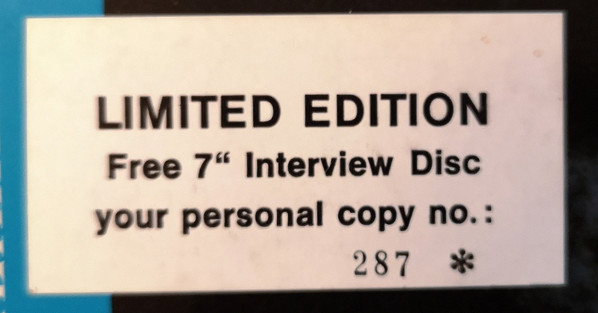 LIMITED EDITION
Free 7“ Interview Disc
your personal copy no.:
287 *